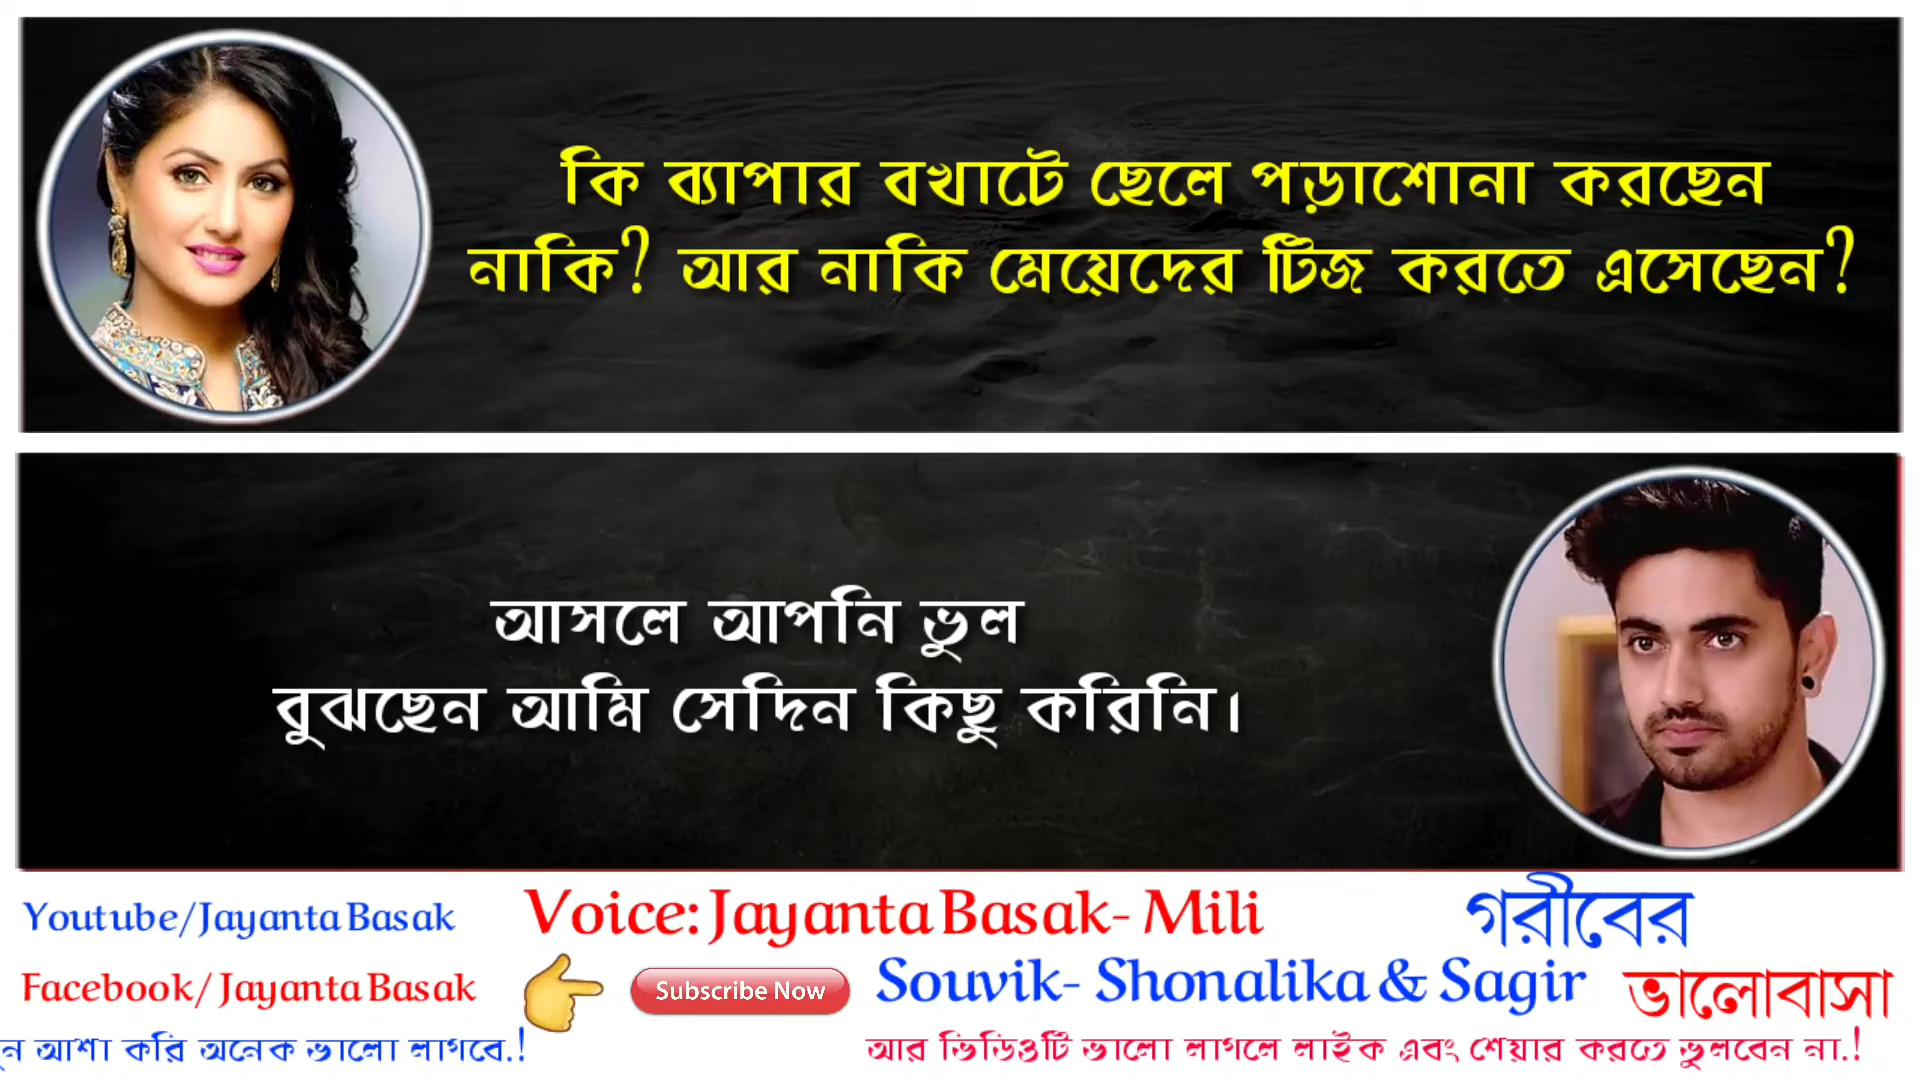 কি ব্যাপার বখাটে ছেলে পড়াশোনা করছেন
নাকি? আর নাকি মেয়েদের টিজ করতে এসেছেন?
আসলে আপনি ভুল
বুঝছেন আমি সেদিন কিছু করিনি।
Youtube/Jayanta Basak
Voice: Jayanta Basak- Mili
গরীবের
Facebook/ Jayanta Basak
Subscribe Now
Souvik- Shonalika & Sagir
ভালোবাসা
ন আশা করি অনেক ভালো লাগবে.!
আর ভিডিওটি ভালো লাগলে লাইক এবং শেয়ার করতে ভুলবেন না.!